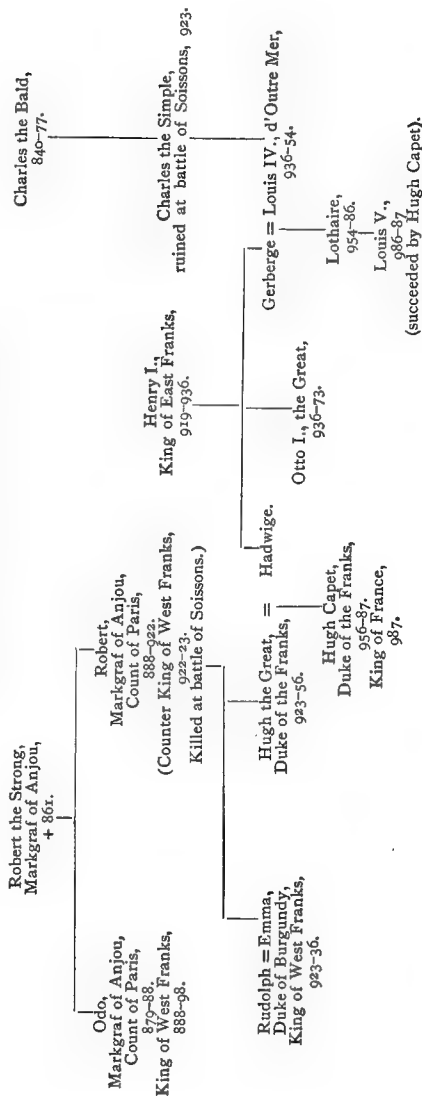 Robert the Strong,
Markgraf of Anjou,
+ 861.
Odo,
Markgraf of Anjou,
Count of Paris,
879-88.
King of West Franks,
888-98.
Robert,
Markgraf of Anjou,
Count of Paris,
888-922.
(Counter King of West Franks,
922-23.
Killed at battle of Soissons.)
Henry I.,
King of East Franks,
919-936.
Charles the Bald,
840-77.
Charles the Simple,
ruined at battle of Soissons, 923.
Rudolph = Emma,
Duke of Burgundy,
King of West Franks,
923-36.
Hugh the Great, = Hadwige.
Duke of the Franks,
923-56.
Otto I., the Great,
936-73.
Gerberge = Louis IV., d'Outre Mer,
936-54.
Hugh Capet,
Duke of the Franks,
956-87.
King of France,
987.
Lothaire,
954-86.
Louis V.,
986-87
(succeeded by Hugh Capet).